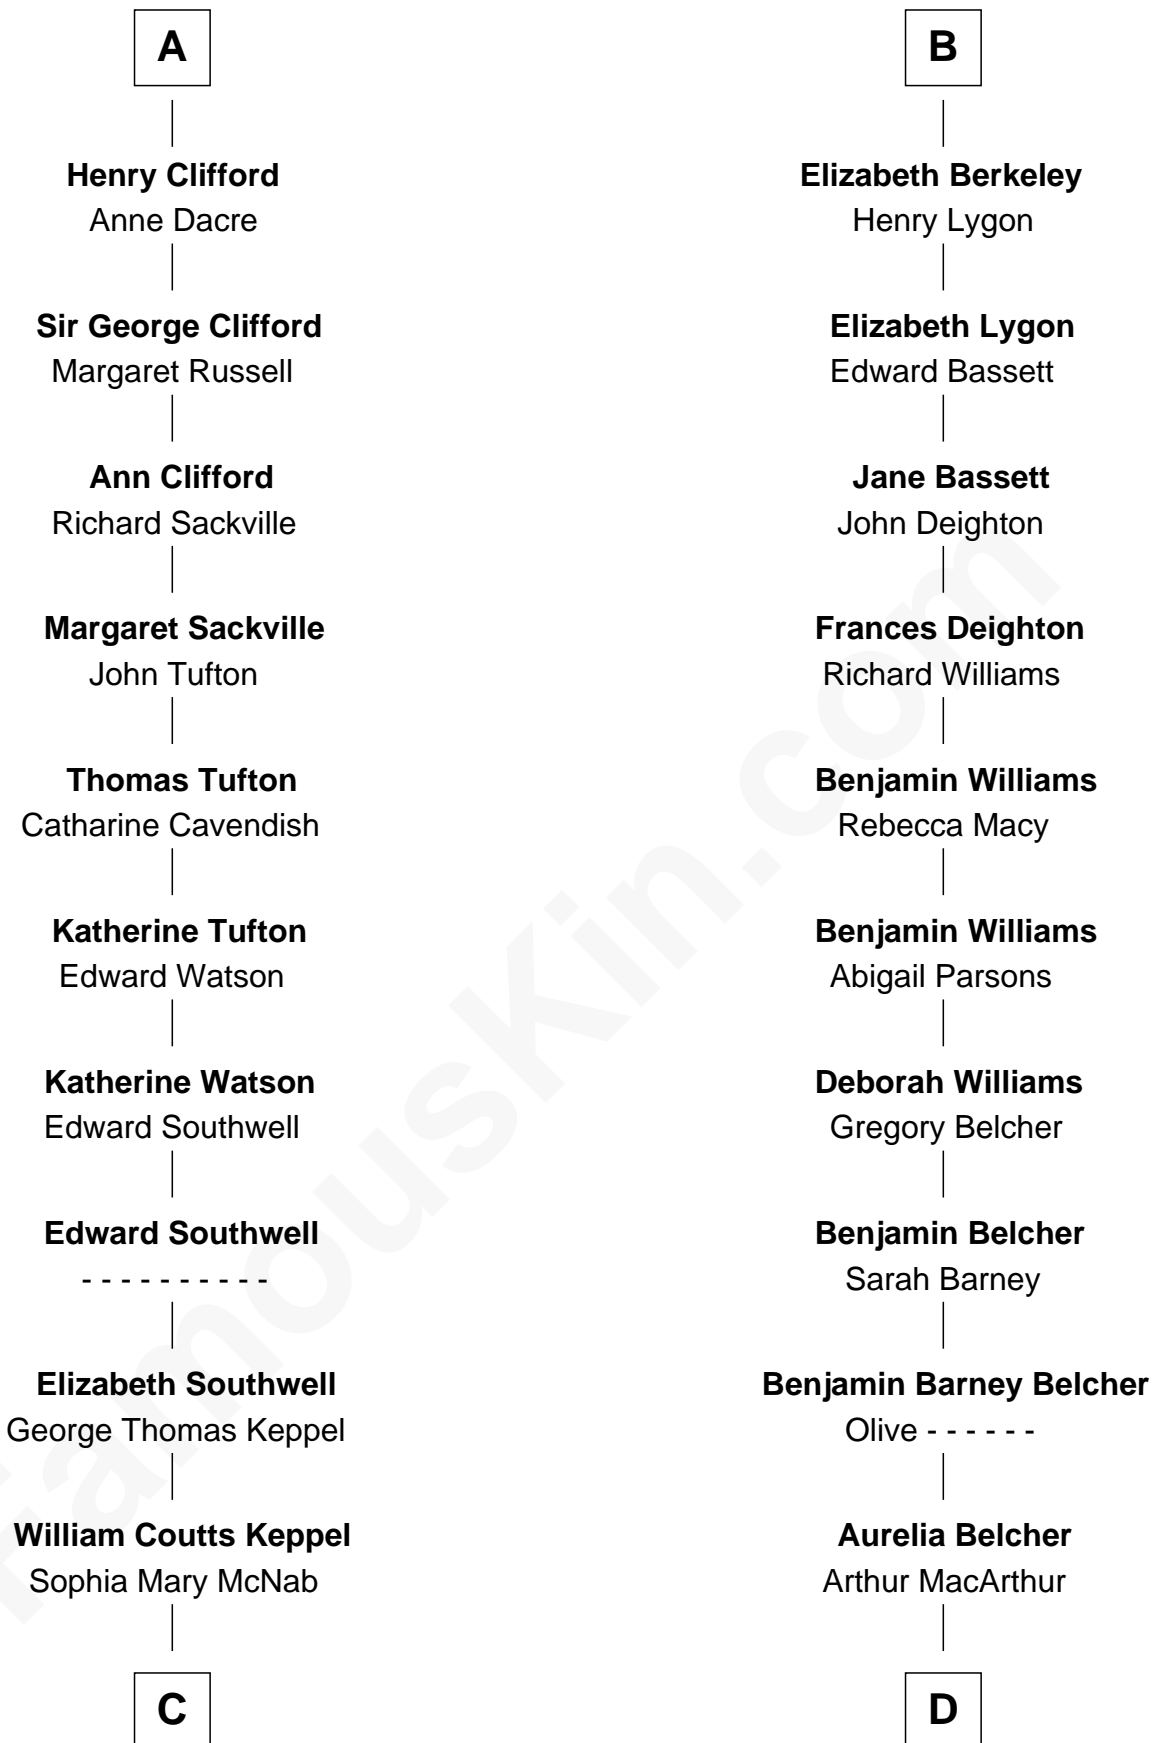 A
Henry Clifford
Anne Dacre
Sir George Clifford
Margaret Russell
Ann Clifford
Richard Sackville
Margaret Sackville
John Tufton
Thomas Tufton
Catharine Cavendish
Katherine Tufton
Edward Watson
Katherine Watson
Edward Southwell
Edward Southwell
- - - - - - - - - -
Elizabeth Southwell
George Thomas Keppel
William Coutts Keppel
Sophia Mary McNab
C
B
Elizabeth Berkeley
Henry Lygon
Elizabeth Lygon
Edward Bassett
Jane Bassett
John Deighton
Frances Deighton
Richard Williams
Benjamin Williams
Rebecca Macy
Benjamin Williams
Abigail Parsons
Deborah Williams
Gregory Belcher
Benjamin Belcher
Sarah Barney
Benjamin Barney Belcher
Olive - - - - - -
Aurelia Belcher
Arthur MacArthur
D
FamousKin.com